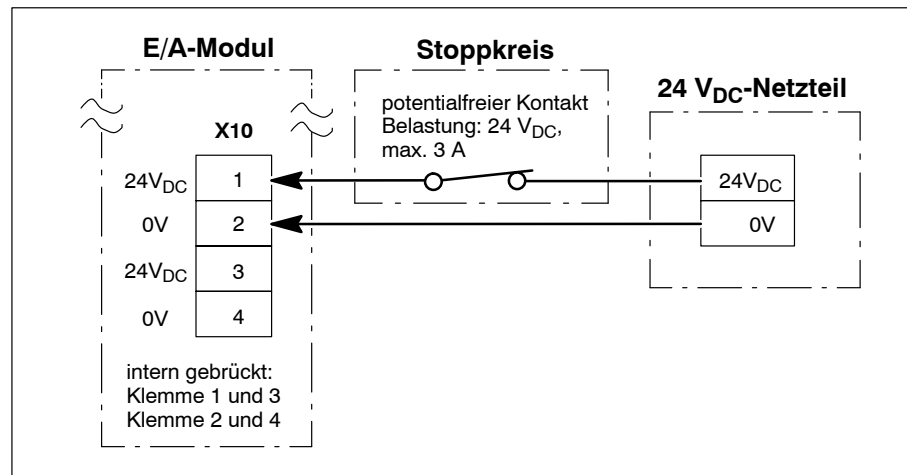 E/A-Modul
Stoppkreis
24 VDC-Netzteil
potentialfreier Kontakt
Belastung: 24 VDC,
max. 3 A
X10
24VDC 1
0V 2
24VDC 3
0V 4
24VDC
0V
intern gebrückt:
Klemme 1 und 3
Klemme 2 und 4